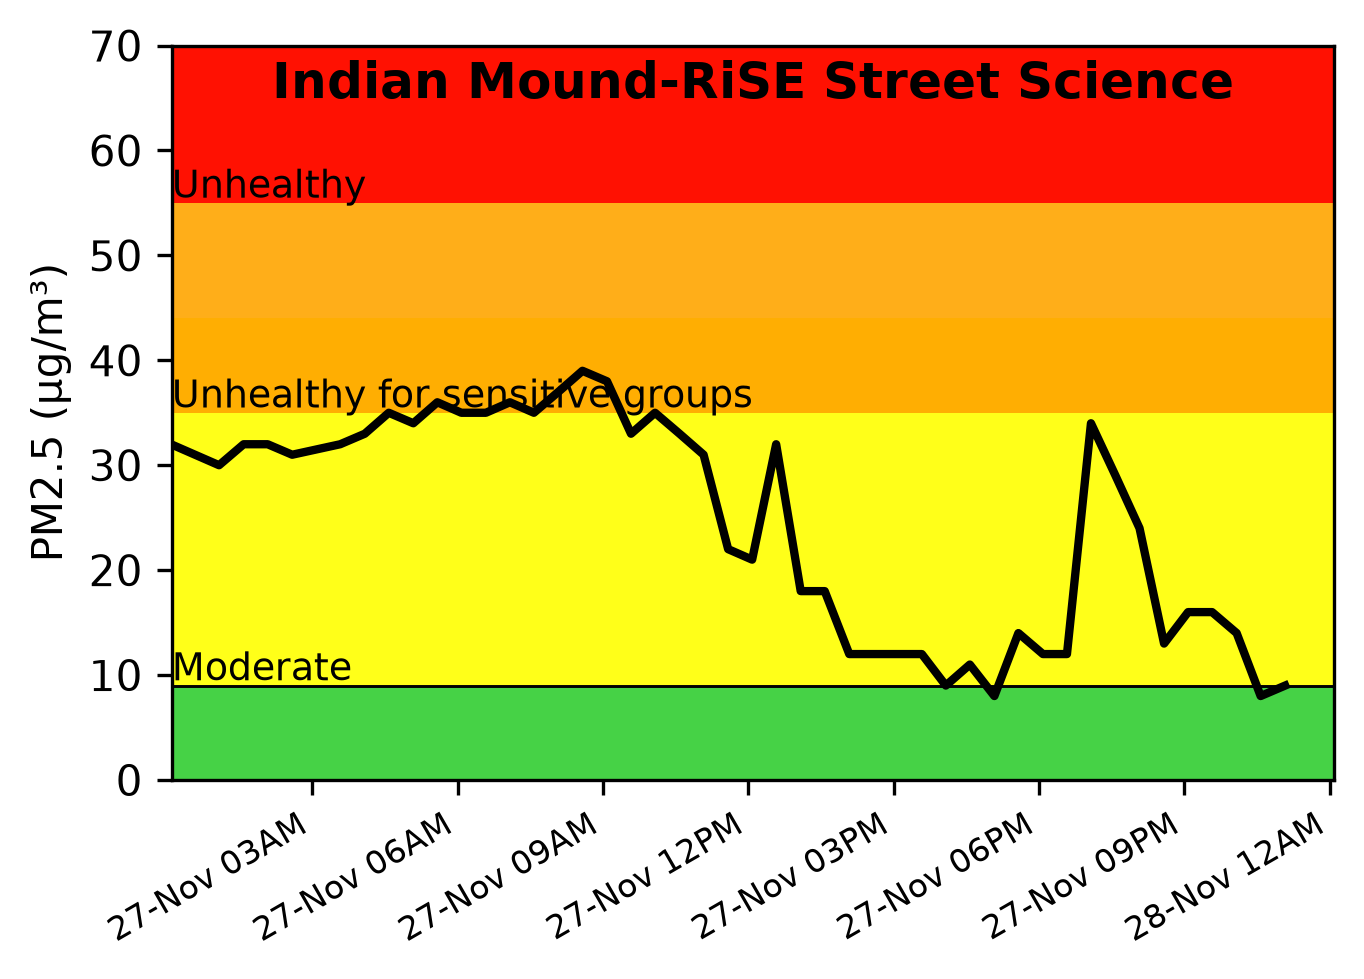 Indian Mound-RiSE Street Science
PM2.5 (μg/m³)
70
60
50
40
30
20
10
0
Unhealthy
Unhealthy for sensitive groups
Moderate
27-Nov 03AM
27-Nov 06AM
27-Nov 09AM
27-Nov 12PM
27-Nov 03PM
27-Nov 06PM
27-Nov 09PM
28-Nov 12AM